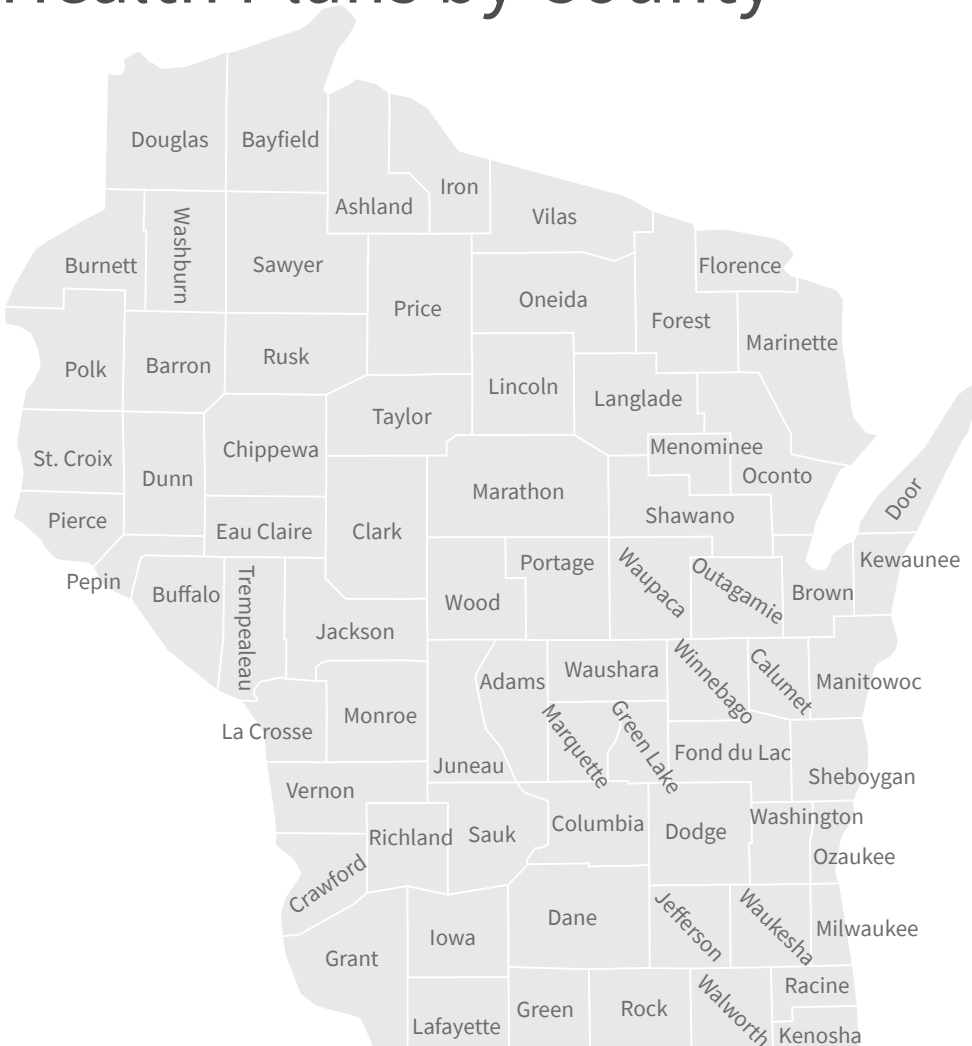 Health Plans by County
Douglas
Bayfield
Ashland
Iron
Vilas
Burnett
Washburn
Sawyer
Price
Oneida
Florence
Forest
Marinette
Polk
Barron
Rusk
Taylor
Lincoln
Langlade
Menominee
Oconto
St. Croix
Dunn
Chippewa
Marathon
Shawano
Door
Pierce
Eau Claire
Clark
Portage
Waupaca
Outagamie
Brown
Kewaunee
Pepin
Buffalo
Trempealeau
Jackson
Wood
Adams
Waushara
Winnebago
Calumet
Manitowoc
La Crosse
Monroe
Juneau
Marquette
Green Lake
Fond du Lac
Sheboygan
Vernon
Richland
Sauk
Columbia
Dodge
Washington
Ozaukee
Crawford
Grant
Iowa
Dane
Jefferson
Waukesha
Milwaukee
Lafayette
Green
Rock
Walworth
Racine
Kenosha